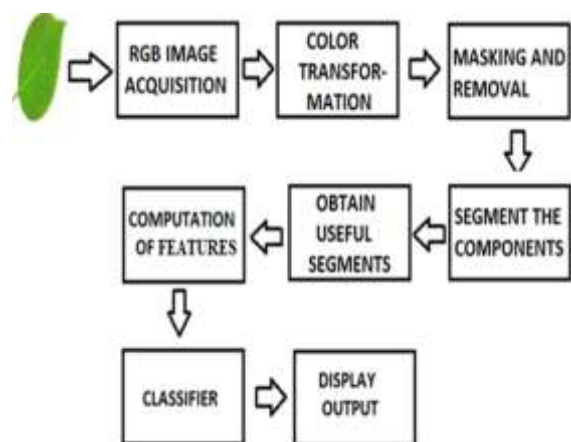 RGB IMAGE
ACQUISITION
COLOR
TRANSFOR-
MATION
MASKING AND
REMOVAL
SEGMENT THE
COMPONENTS
OBTAIN
USEFUL
SEGMENTS
COMPUTATION
OF FEATURES
CLASSIFIER
DISPLAY
OUTPUT